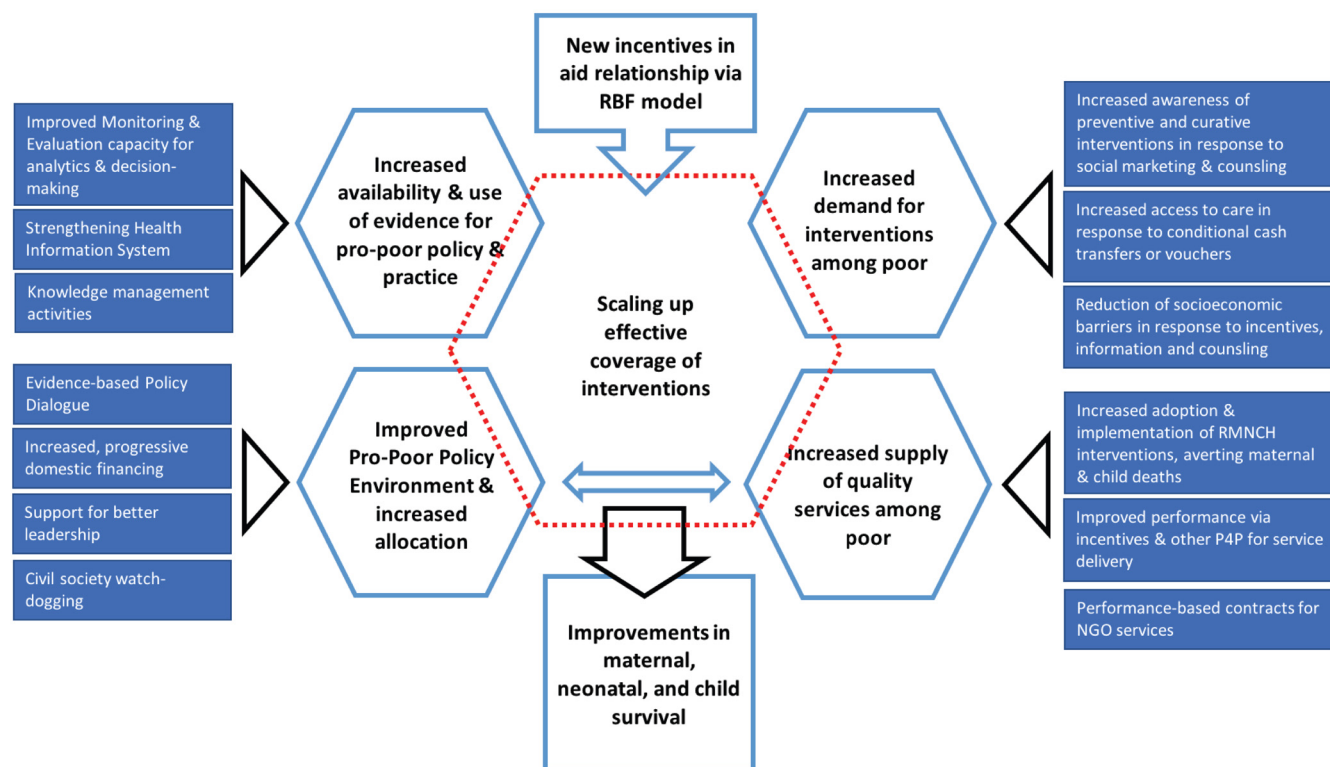 New incentives in
aid relationship via
RBF model
Improved Monitoring &
Evaluation capacity for
analytics & decision-
making
Strengthening Health
Information System
Knowledge management
activities
Increased
availability & use
of evidence for
pro-poor policy &
practice
Increased
demand for
interventions
among poor
Increased awareness of
preventive and curative
interventions in response to
social marketing & counsling
Increased access to care in
response to conditional cash
transfers or vouchers
Reduction of socioeconomic
barriers in response to incentives,
information and counsling
Scaling up
effective
coverage of
interventions
Evidence-based Policy
Dialogue
Increased, progressive
domestic financing
Support for better
leadership
Civil society watch-
dogging
Improved
Pro-Poor Policy
Environment &
increased
allocation
Increased supply
of quality
services among
poor
Increased adoption &
implementation of RMNCH
interventions, averting maternal
& child deaths
Improved performance via
incentives & other P4P for service
delivery
Performance-based contracts for
NGO services
Improvements in
maternal,
neonatal, and child
survival